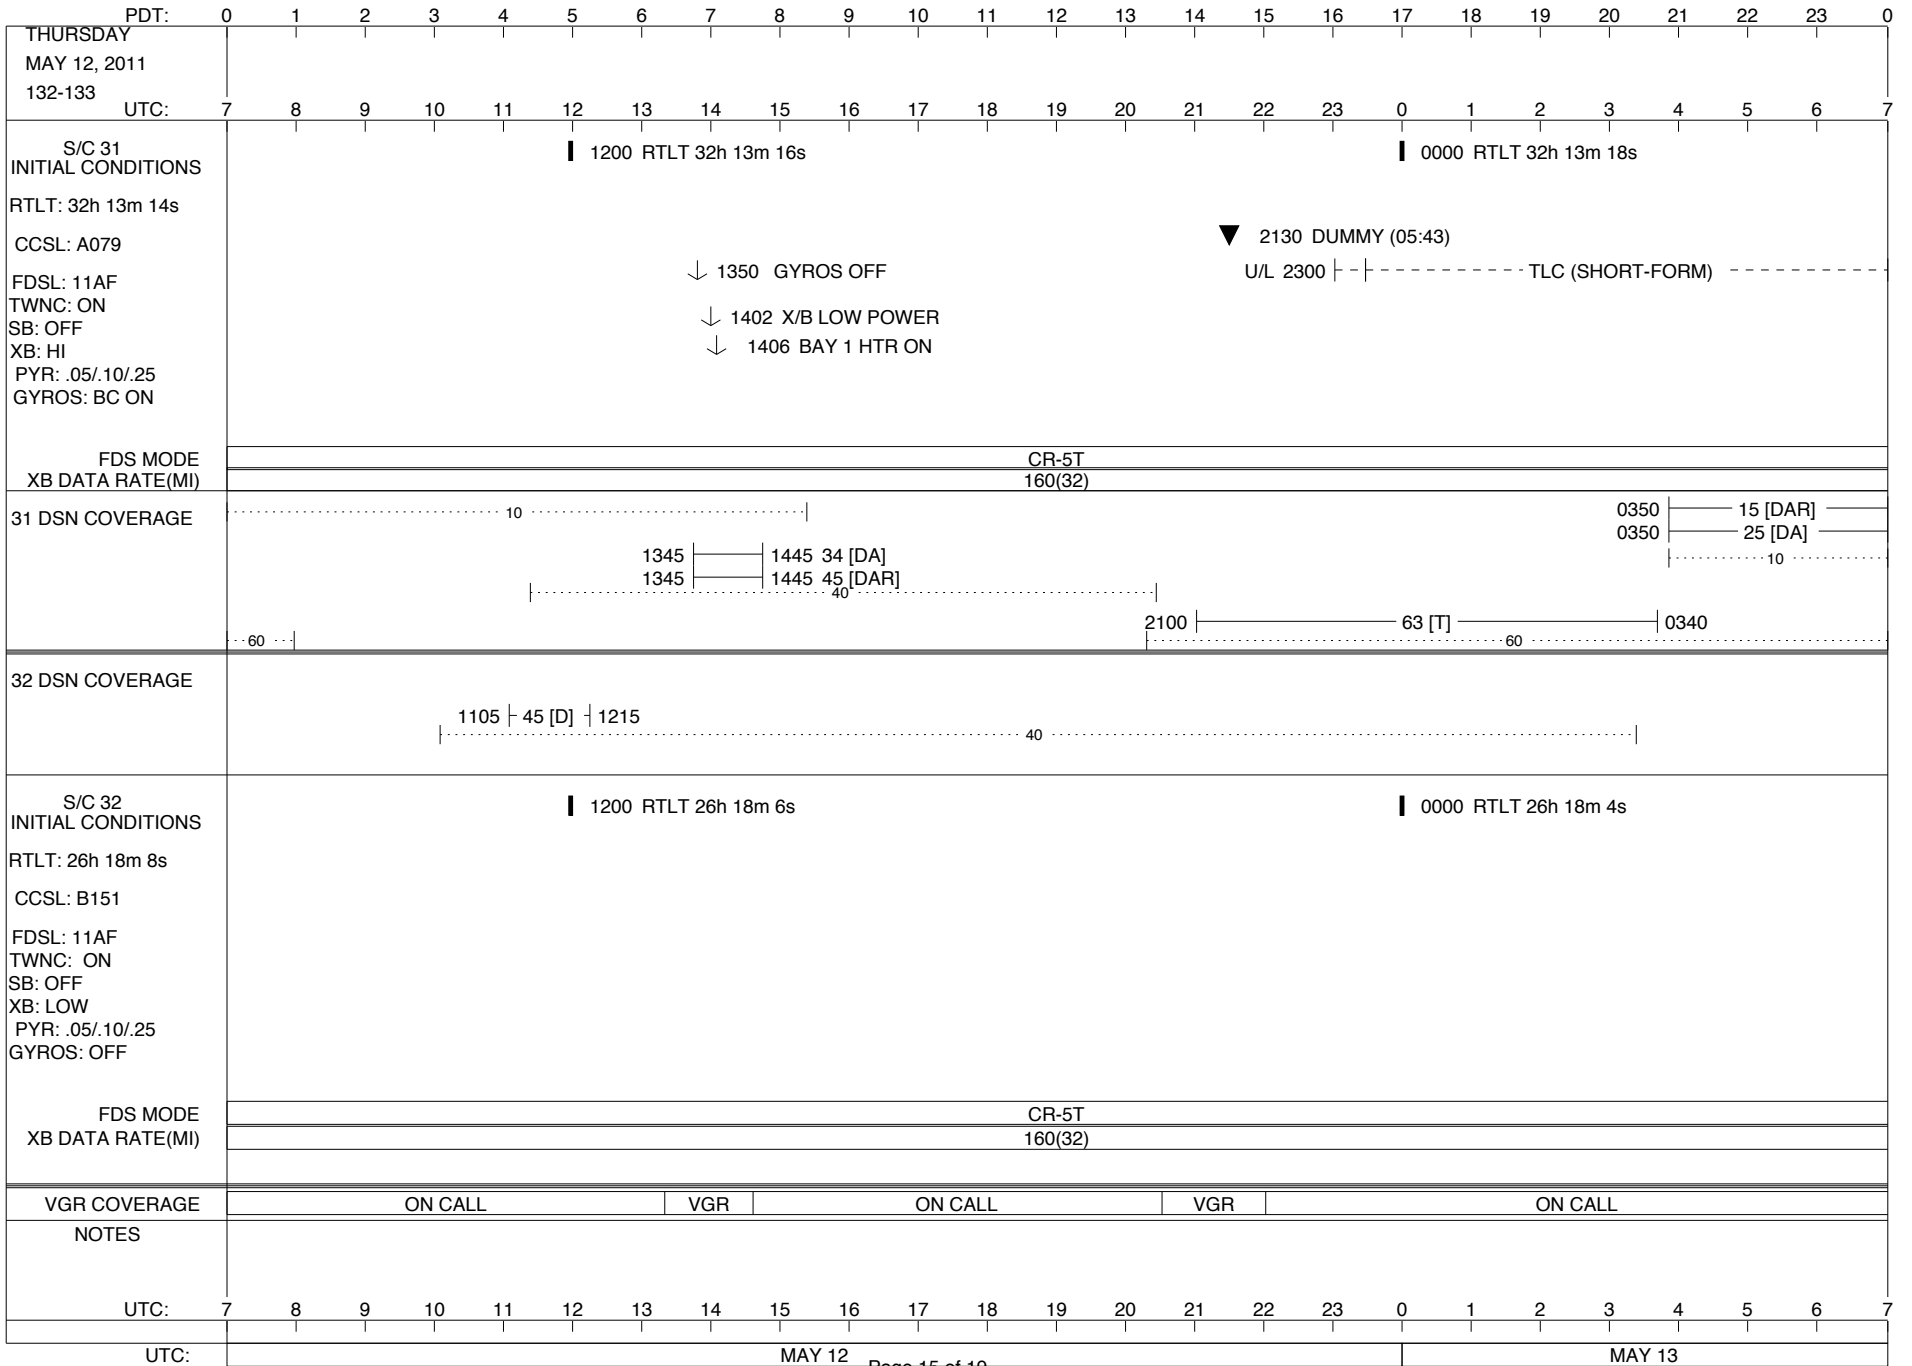 PDT: 0 1 2 3 4 5 6 7 8 9 10 11 12 13 14 15 16 17 18 19 20 21 22 23 0
THURSDAY
MAY 12, 2011
132-133
UTC: 7 8 9 10 11 12 13 14 15 16 17 18 19 20 21 22 23 0 1 2 3 4 5 6 7
S/C 31
INITIAL CONDITIONS
1200 RTLT 32h 13m 16s
0000 RTLT 32h 13m 18s
RTLT: 32h 13m 14s
2130 DUMMY (05:43)
CCSL: A079
1350 GYROS OFF
U/L 2300 TLC (SHORT-FORM)
FDSL: 11AF
TWNC: ON
1402 X/B LOW POWER
SB: OFF
XB: HI
1406 BAY 1 HTR ON
PYR: .05/.10/.25
GYROS: BC ON
FDS MODE CR-5T
XB DATA RATE(MI) 160(32)
31 DSN COVERAGE
10
0350 15 [DAR]
0350 25 [DA]
1345 1445 34 [DA]
10
1345 1445 45 [DAR]
40
2100 63 [T] 0340
60 60
32 DSN COVERAGE
1105 45 [D] 1215
40
S/C 32
INITIAL CONDITIONS
1200 RTLT 26h 18m 6s
0000 RTLT 26h 18m 4s
RTLT: 26h 18m 8s
CCSL: B151
FDSL: 11AF
TWNC: ON
SB: OFF
XB: LOW
PYR: .05/.10/.25
GYROS: OFF
FDS MODE CR-5T
XB DATA RATE(MI) 160(32)
VGR COVERAGE ON CALL VGR ON CALL VGR ON CALL
NOTES
UTC: 7 8 9 10 11 12 13 14 15 16 17 18 19 20 21 22 23 0 1 2 3 4 5 6 7
UTC: MAY 12 MAY 13
Page 15 of 19